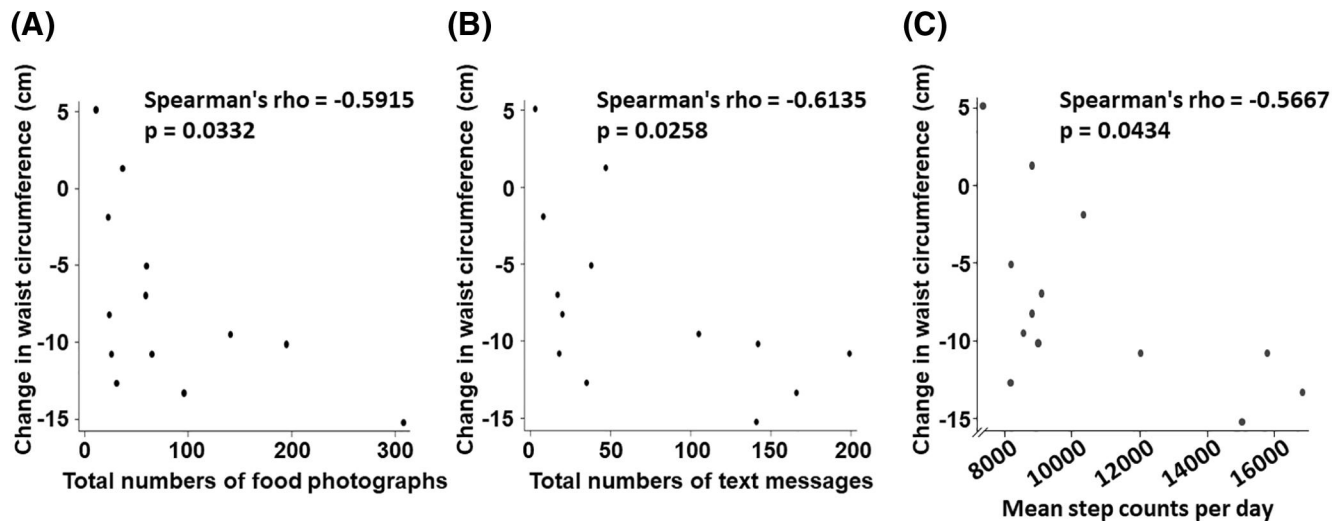 (A)
Spearman's rho = -0.5915
p = 0.0332
Change in waist circumference (cm)
5
0
-5
-10
-15
0
100
200
300
Total numbers of food photographs
(B)
Spearman's rho = -0.6135
p = 0.0258
Change in waist circumference (cm)
5
0
-5
-10
-15
0
50
100
150
200
Total numbers of text messages
(C)
Spearman's rho = -0.5667
p = 0.0434
Change in waist circumference (cm)
5
0
-5
-10
-15
8000
10000
12000
14000
16000
Mean step counts per day